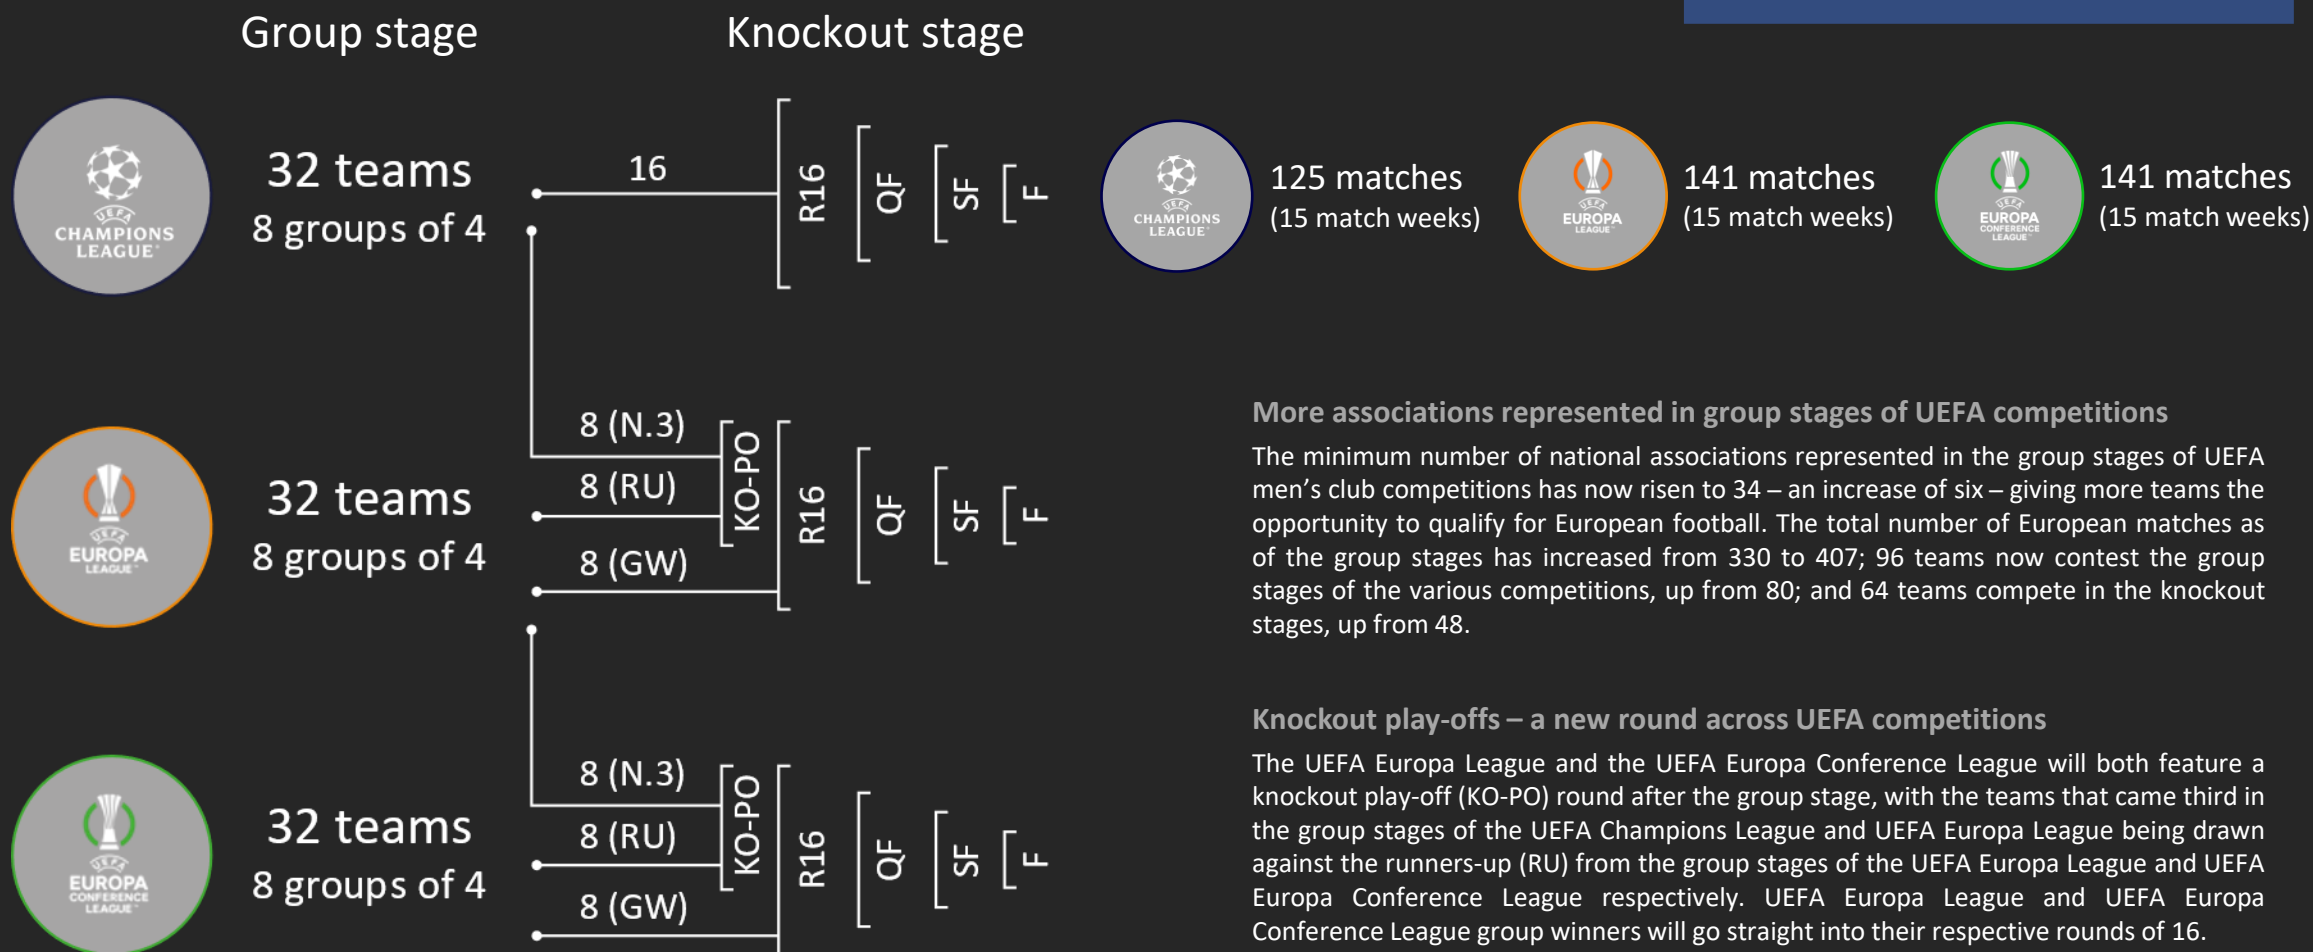 Group stage
Knockout stage
UEFA
CHAMPIONS
LEAGUE
32 teams
8 groups of 4
16
R16
QF
SF
F
UEFA
CHAMPIONS
LEAGUE
125 matches
(15 match weeks)
UEFA
EUROPA
LEAGUE
141 matches
(15 match weeks)
UEFA
EUROPA
CONFERENCE
LEAGUE
141 matches
(15 match weeks)
UEFA
EUROPA
LEAGUE
32 teams
8 groups of 4
8 (N.3)
8 (RU)
8 (GW)
KO-PO
R16
QF
SF
F
UEFA
EUROPA
CONFERENCE
LEAGUE
32 teams
8 groups of 4
8 (N.3)
8 (RU)
8 (GW)
KO-PO
R16
QF
SF
F
More associations represented in group stages of UEFA competitions
The minimum number of national associations represented in the group stages of UEFA
men’s club competitions has now risen to 34 – an increase of six – giving more teams the
opportunity to qualify for European football. The total number of European matches as
of the group stages has increased from 330 to 407; 96 teams now contest the group
stages of the various competitions, up from 80; and 64 teams compete in the knockout
stages, up from 48.
Knockout play-offs – a new round across UEFA competitions
The UEFA Europa League and the UEFA Europa Conference League will both feature a
knockout play-off (KO-PO) round after the group stage, with the teams that came third in
the group stages of the UEFA Champions League and UEFA Europa League being drawn
against the runners-up (RU) from the group stages of the UEFA Europa League and UEFA
Europa Conference League respectively. UEFA Europa League and UEFA Europa
Conference League group winners will go straight into their respective rounds of 16.